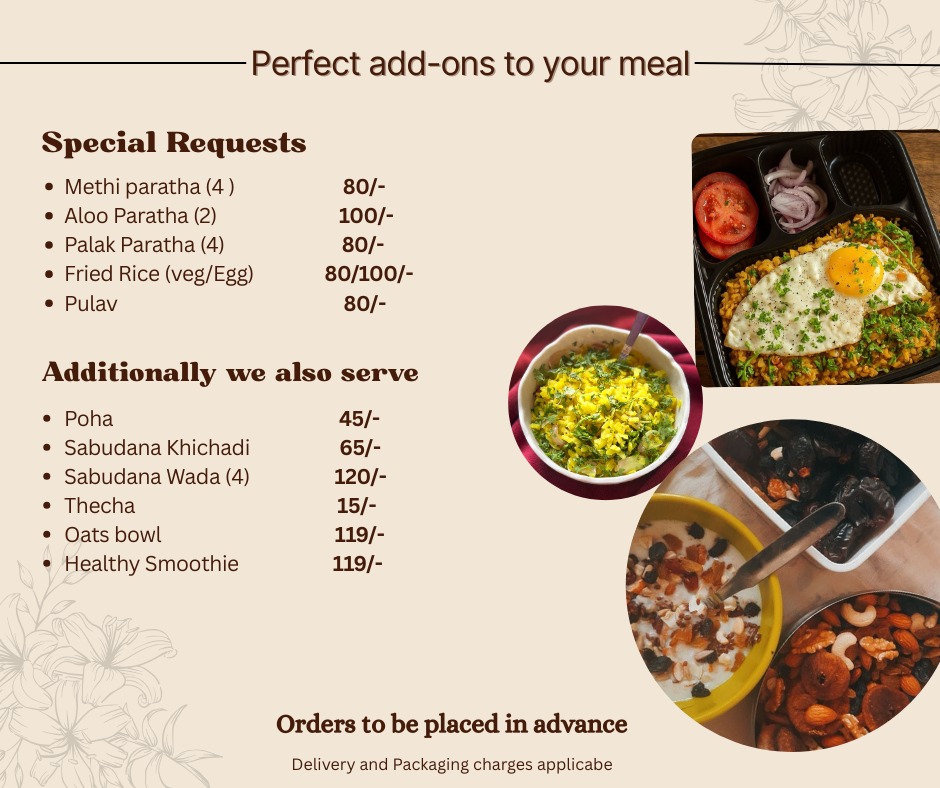 Perfect add-ons to your meal
Special Requests
• Methi paratha (4 ) 80/-
• Aloo Paratha (2) 100/-
• Palak Paratha (4) 80/-
• Fried Rice (veg/Egg) 80/100/-
• Pulav 80/-
Additionally we also serve
• Poha 45/-
• Sabudana Khichadi 65/-
• Sabudana Wada (4) 120/-
• Thecha 15/-
• Oats bowl 119/-
• Healthy Smoothie 119/-
Orders to be placed in advance
Delivery and Packaging charges applicabe